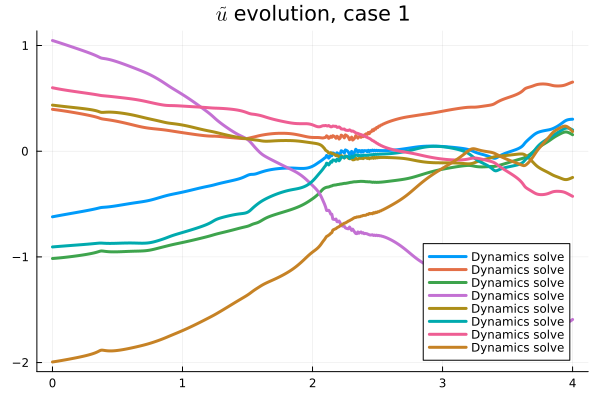 ũ evolution, case 1
1
0
−1
−2
0
1
2
3
4
Dynamics solve
Dynamics solve
Dynamics solve
Dynamics solve
Dynamics solve
Dynamics solve
Dynamics solve
Dynamics solve